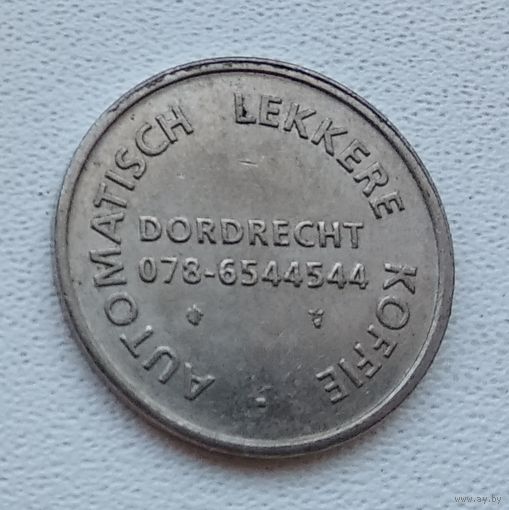 AUTOMATISCH LEKKERE KOFFIE
DORDRECHT
078-6544544
www.ay.by